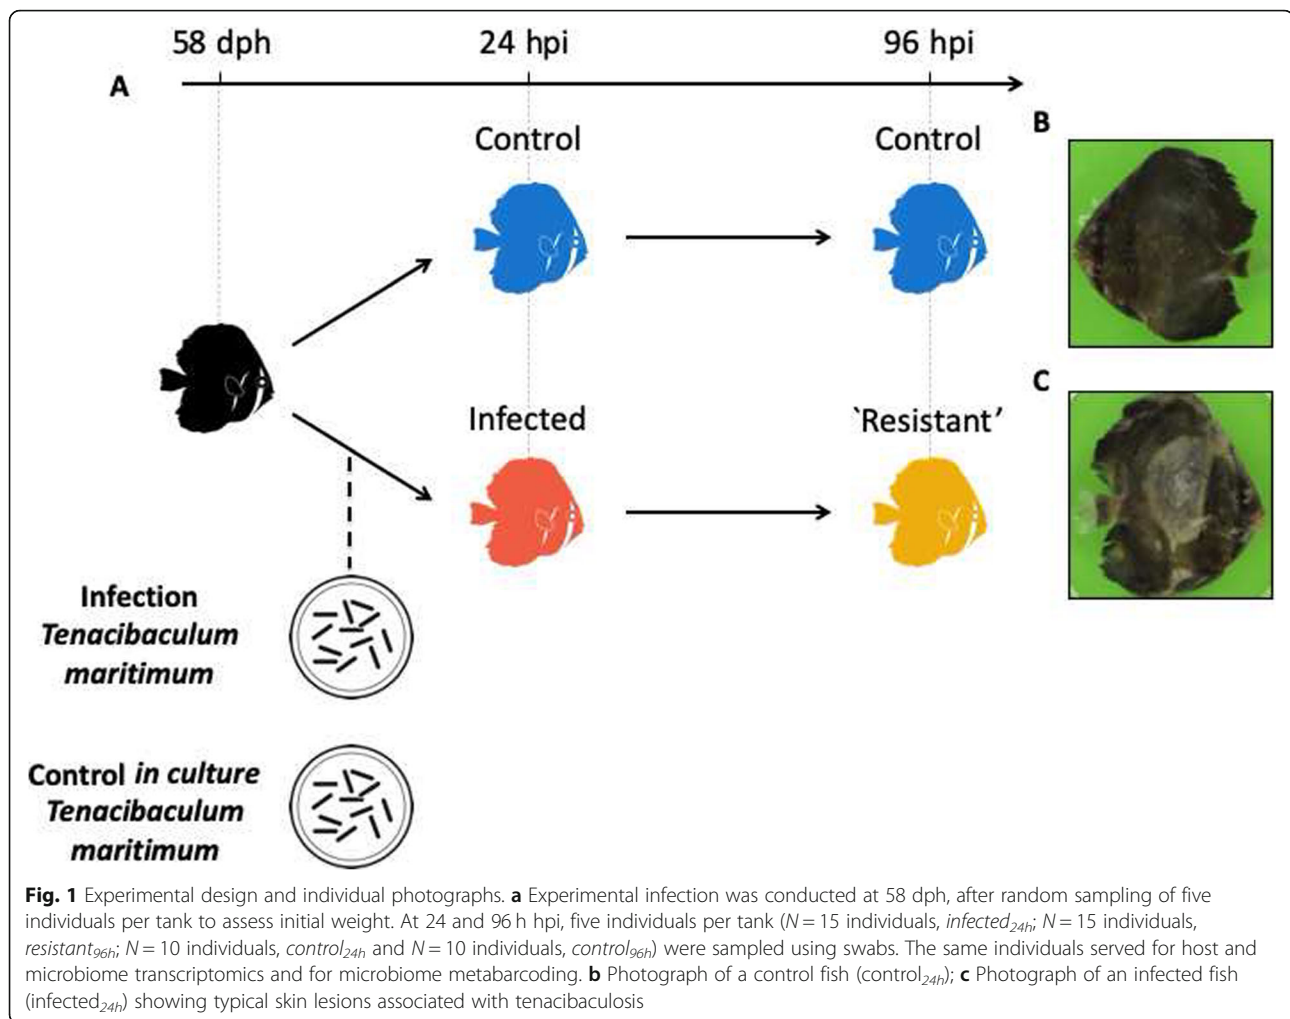 58 dph 24 hpi 96 hpi
A
B
Control Control
C
Infected 'Resistant'
Infection
Tenacibaculum
maritimum
Control in culture
Tenacibaculum
maritimum
Fig. 1 Experimental design and individual photographs. a Experimental infection was conducted at 58 dph, after random sampling of five
individuals per tank to assess initial weight. At 24 and 96 h hpi, five individuals per tank (N = 15 individuals, infected24h; N = 15 individuals,
resistant96h; N = 10 individuals, control24h and N = 10 individuals, control96h) were sampled using swabs. The same individuals served for host and
microbiome transcriptomics and for microbiome metabarcoding. b Photograph of a control fish (control24h); c Photograph of an infected fish
(infected24h) showing typical skin lesions associated with tenacibaculosis